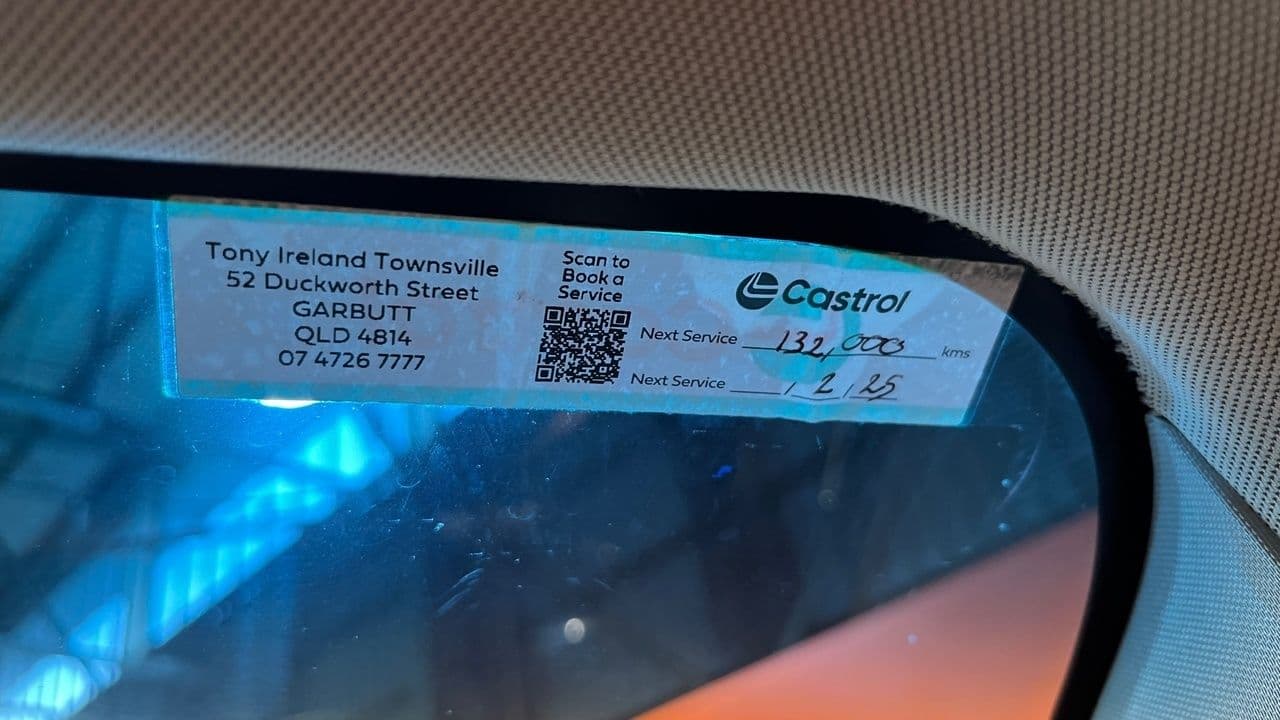 Tony Ireland Townsville
52 Duckworth Street
GARBUTT
QLD 4814
07 4726 7777
Scan to
Book a
Service
Castrol
Next Service 132,000 kms
Next Service / 2 / 25